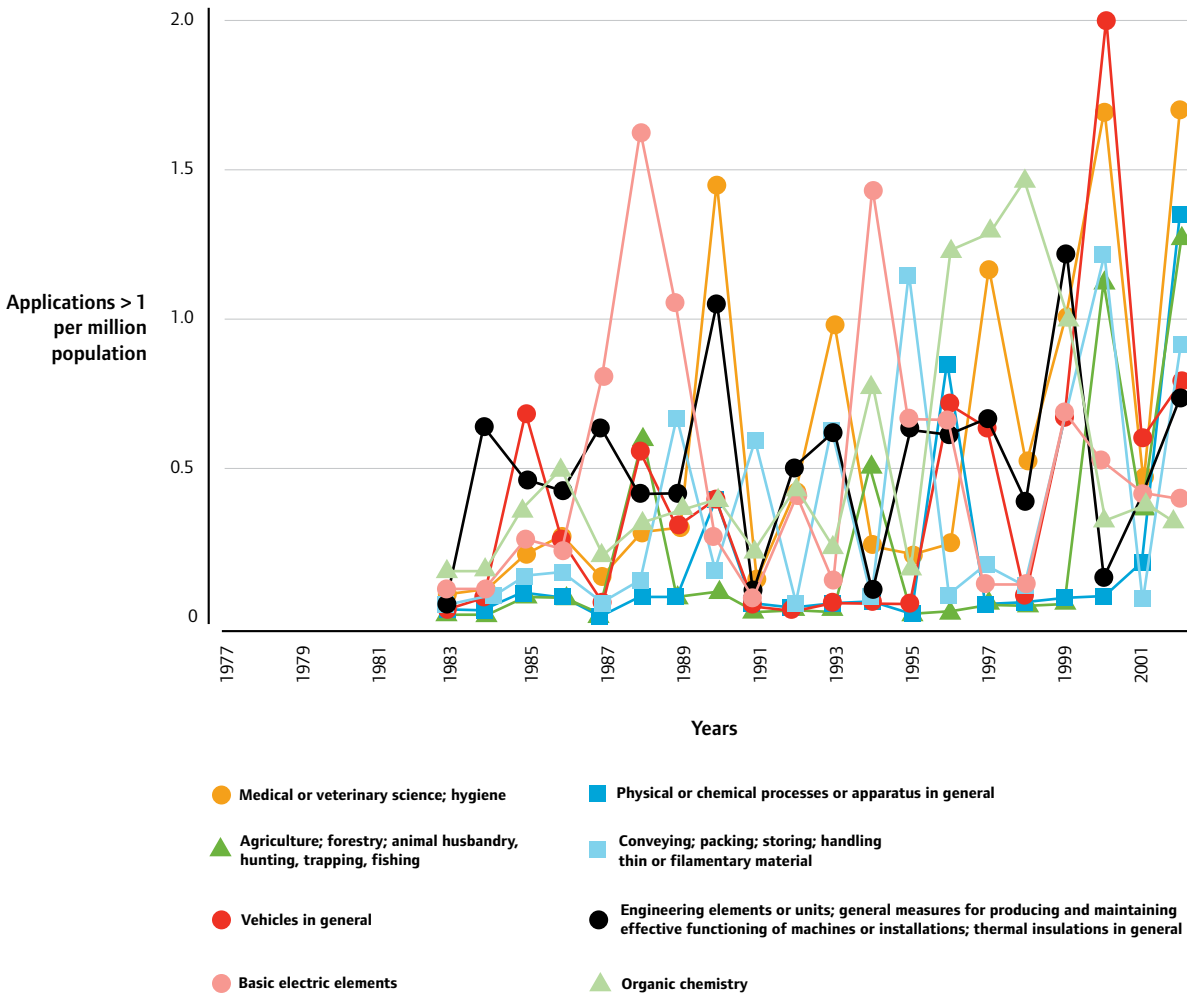 2.0
1.5
Applications > 1
per million
population
1.0
0.5
0
1977
1979
1981
1983
1985
1987
1989
1991
1993
1995
1997
1999
2001
Years
Medical or veterinary science; hygiene
Physical or chemical processes or apparatus in general
Agriculture; forestry; animal husbandry,
hunting, trapping, fishing
Conveying; packing; storing; handling
thin or filamentary material
Vehicles in general
Engineering elements or units; general measures for producing and maintaining
effective functioning of machines or installations; thermal insulations in general
Basic electric elements
Organic chemistry